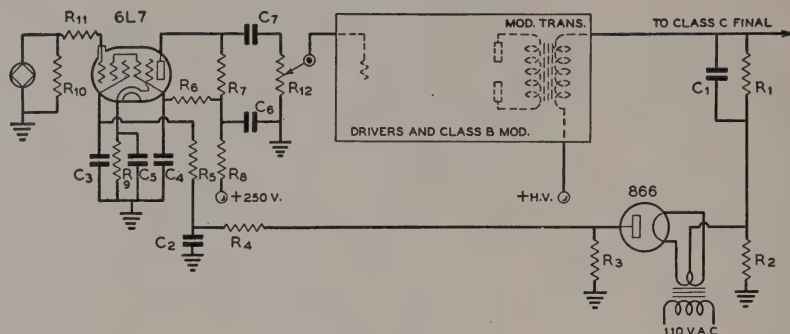 R11
6L7
C7
MOD. TRANS.
TO CLASS C FINAL
R10
R6
R7
R12
C1
R1
C6
DRIVERS AND CLASS B MOD.
C3
R9
C5
C4
R5
R8
+250 V.
+H.V.
866
C2
R4
R3
R2
110 V.A.C